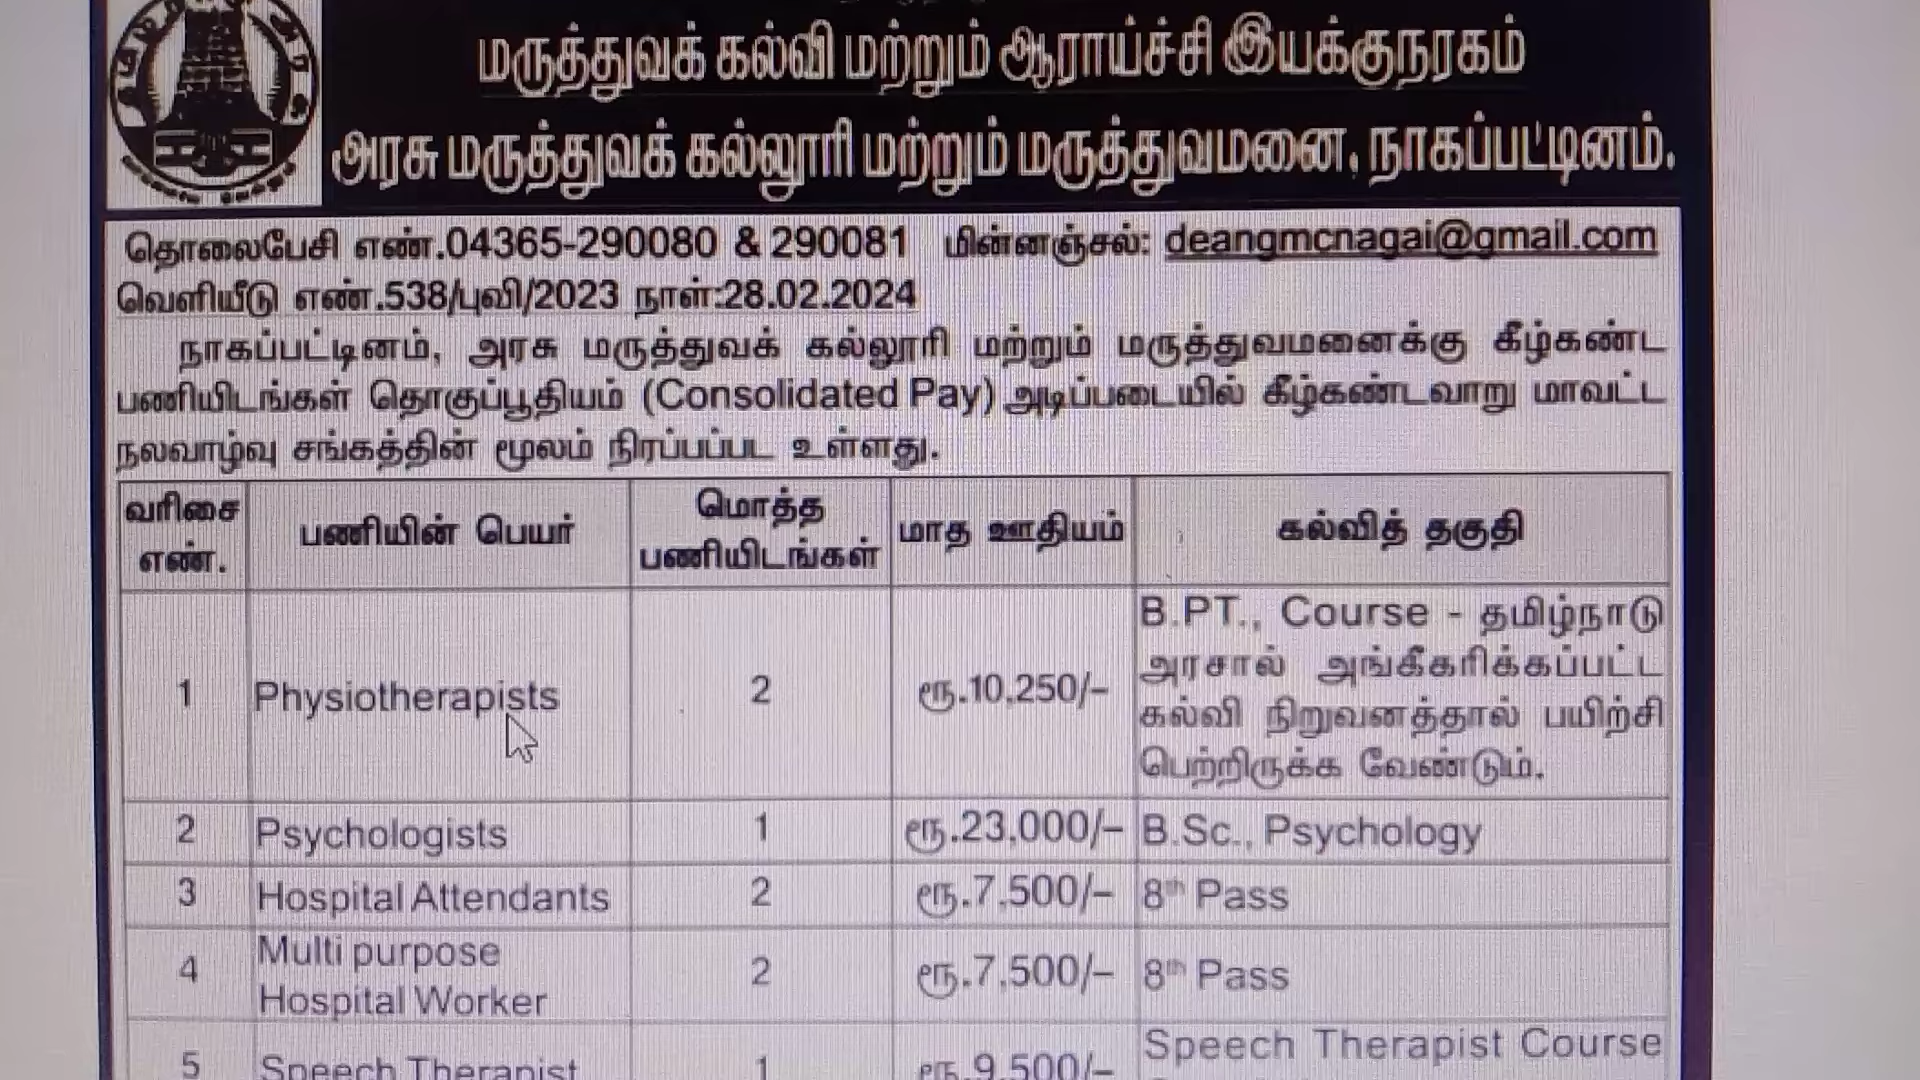 மருத்துவக் கல்வி மற்றும் ஆராய்ச்சி இயக்குநரகம்
அரசு மருத்துவக் கல்லூரி மற்றும் மருத்துவமனை, நாகப்பட்டினம்.
தொலைபேசி எண்.04365-290080 & 290081 மின்னஞ்சல்: deangmcnagai@gmail.com
வெளியீடு எண்.538/புவி/2023 நாள்:28.02.2024
நாகப்பட்டினம், அரசு மருத்துவக் கல்லூரி மற்றும் மருத்துவமனைக்கு கீழ்கண்ட
பணியிடங்கள் தொகுப்பூதியம் (Consolidated Pay) அடிப்படையில் கீழ்கண்டவாறு மாவட்ட
நலவாழ்வு சங்கத்தின் மூலம் நிரப்பப்பட உள்ளது.
வரிசை எண். பணியின் பெயர் மொத்த பணியிடங்கள் மாத ஊதியம் கல்வித் தகுதி
1 Physiotherapists 2 ரூ.10,250/- B.PT., Course - தமிழ்நாடு
அரசால் அங்கீகரிக்கப்பட்ட
கல்வி நிறுவனத்தால் பயிற்சி
பெற்றிருக்க வேண்டும்.
2 Psychologists 1 ரூ.23,000/- B.Sc., Psychology
3 Hospital Attendants 2 ரூ.7,500/- 8th Pass
4 Multi purpose
Hospital Worker 2 ரூ.7,500/- 8th Pass
5 Speech Therapist 1 ரூ.9,500/- Speech Therapist Course